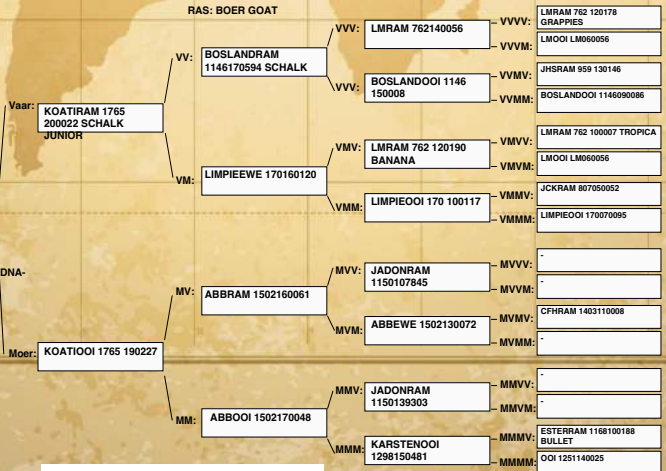 RAS: BOER GOAT
Vaar:
KOATIRAM 1765
200022 SCHALK
JUNIOR
DNA-
Moer:
KOATIOOI 1765 190227
VV:
BOSLANDRAM
1146170594 SCHALK
VM:
LIMPIEEWE 170160120
MV:
ABBRAM 1502160061
MM:
ABBOOI 1502170048
VVV:
LMRAM 762140056
VVV:
BOSLANDOOI 1146
150008
VMV:
LMRAM 762 120190
BANANA
VMM:
LIMPIEOOI 170 100117
MVV:
JADONRAM
1150107845
MVM:
ABBEWE 1502130072
MMV:
JADONRAM
1150139303
MMM:
KARSTENOOI
1298150481
VVVV:
LMRAM 762 120178
GRAPPIES
VVVM:
LMOOI LM060056
VVMV:
JHSRAM 959 130146
VVMM:
BOSLANDOOI 1146090086
VMVV:
LMRAM 762 100007 TROPICA
VMVM:
LMOOI LM060056
VMMV:
JCKRAM 807050052
VMMM:
LIMPIEOOI 170070095
MVVV:
-
MVVM:
-
MVMV:
CFHRAM 1403110008
MVMM:
-
MMVV:
-
MMVM:
-
MMMV:
ESTERRAM 1168100188
BULLET
MMMM:
OOI 1251140025